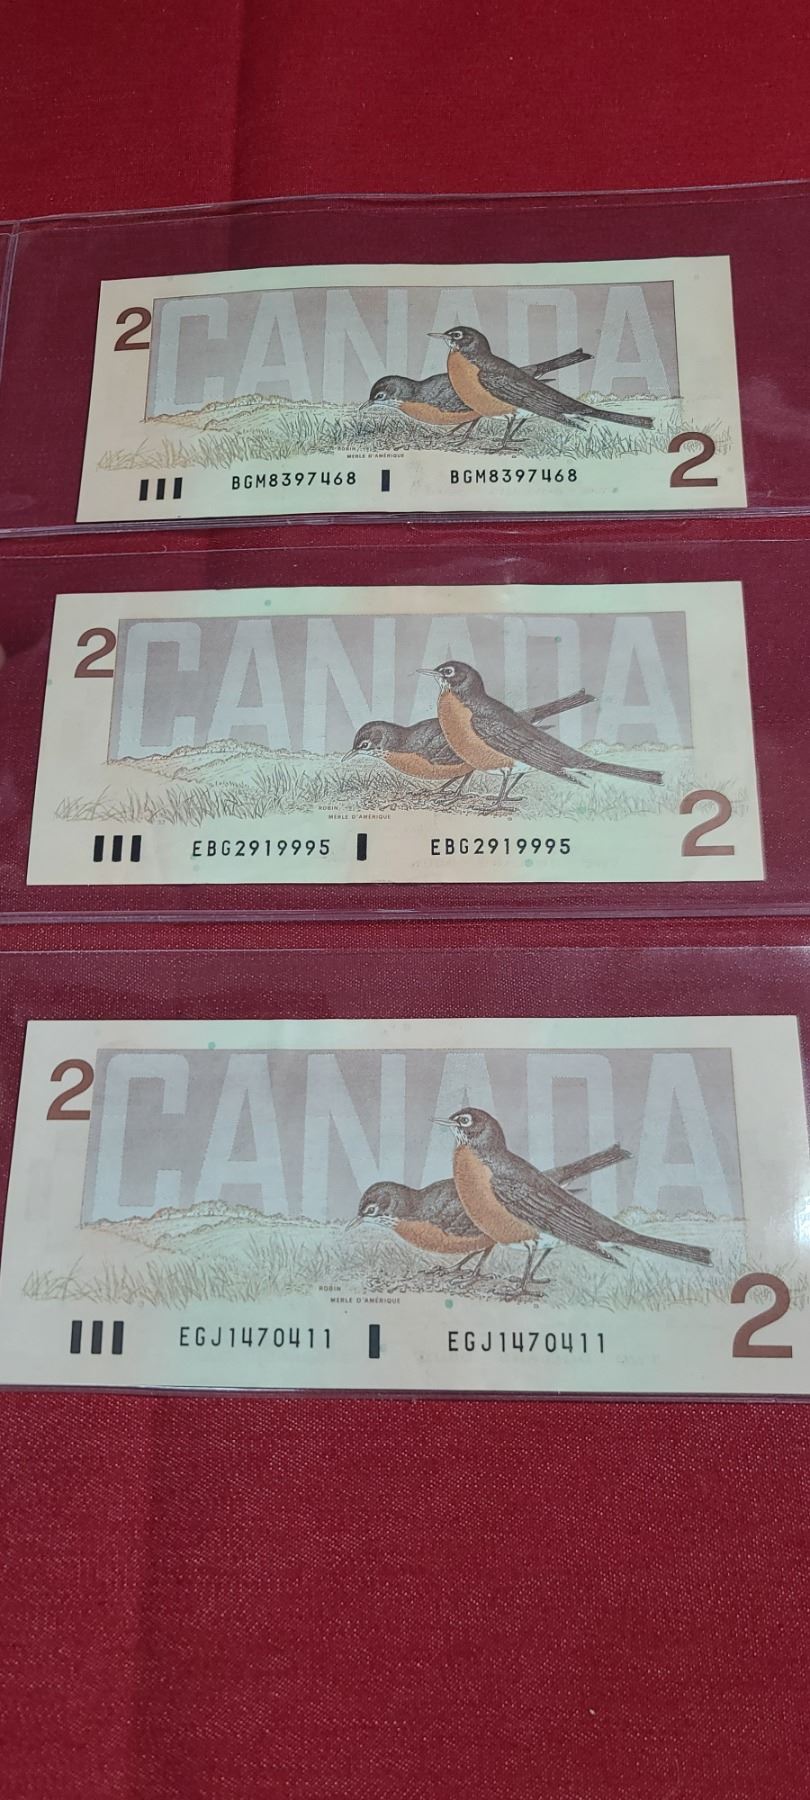 2 CANADA
ROBIN
MERLE D'AMÉRIQUE
BGM8397468 BGM8397468 2
2 CANADA
ROBIN
MERLE D'AMÉRIQUE
EBG2919995 EBG2919995 2
2 CANADA
ROBIN
MERLE D'AMÉRIQUE
EGJ1470411 EGJ1470411 2